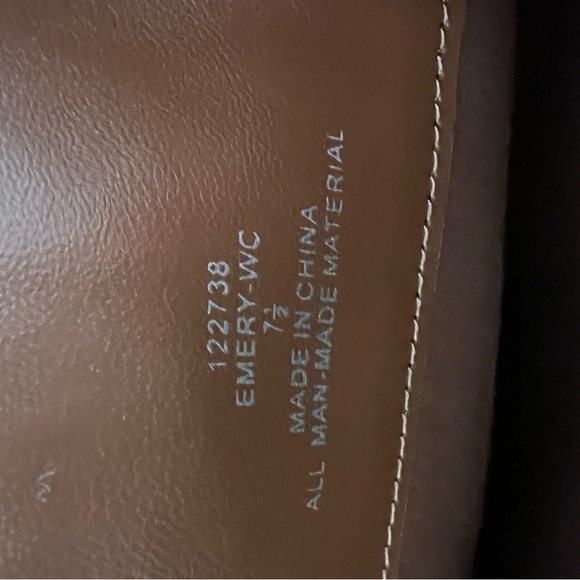 122738
EMERY-WC
7½
MADE IN CHINA
ALL MAN-MADE MATERIAL